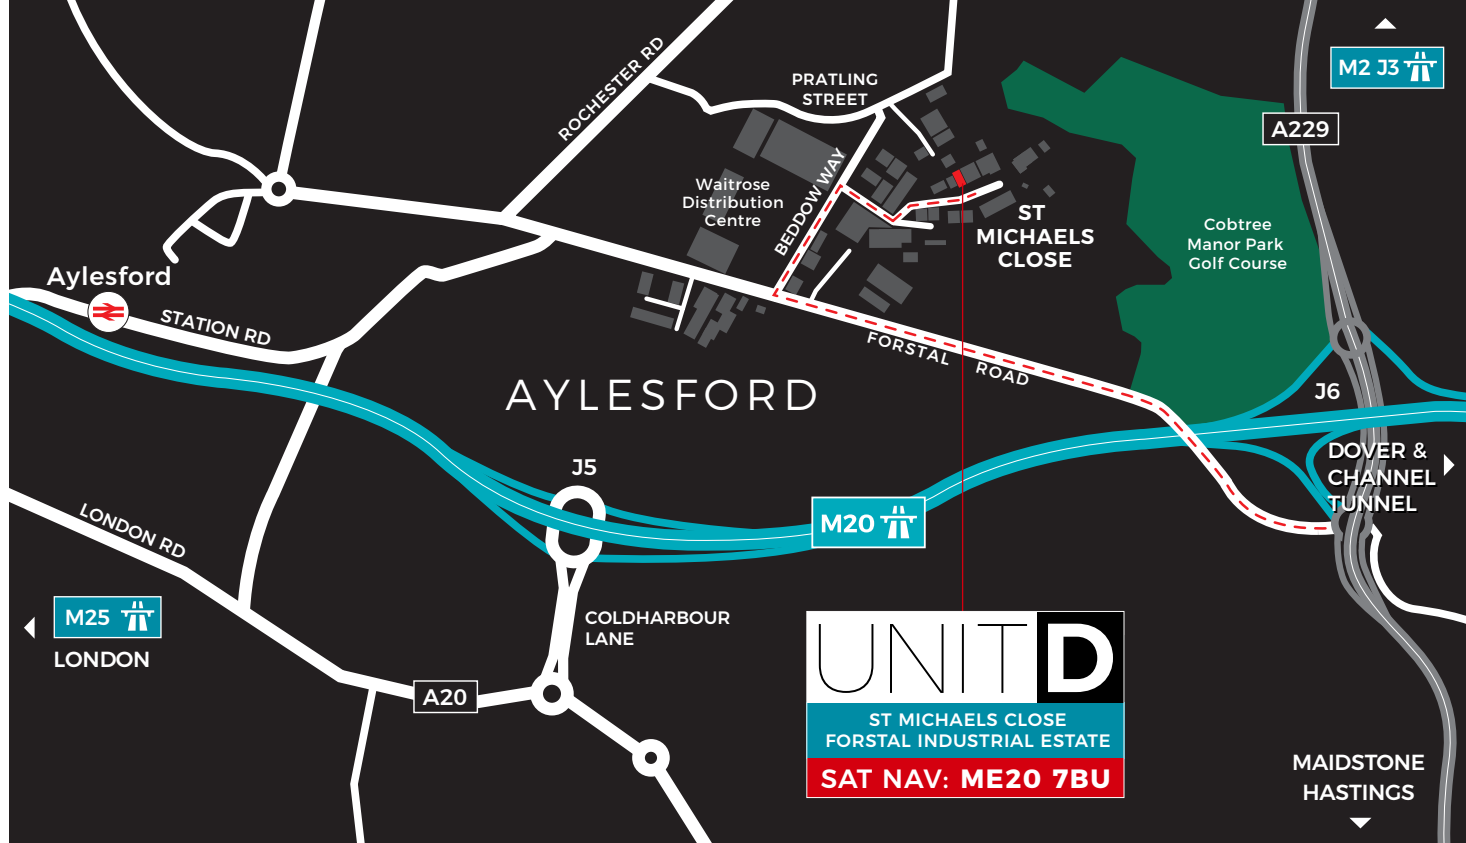 M2 J3
ROCHESTER RD
PRATLING
STREET
A229
BEDDOW WAY
Waitrose
Distribution
Centre
ST
MICHAELS
CLOSE
Cobtree
Manor Park
Golf Course
Aylesford
STATION RD
FORSTAL ROAD
AYLESFORD
J6
J5
DOVER &
CHANNEL
TUNNEL
LONDON RD
M20
M25
LONDON
COLDHARBOUR
LANE
A20
UNIT D
ST MICHAELS CLOSE
FORSTAL INDUSTRIAL ESTATE
SAT NAV: ME20 7BU
MAIDSTONE
HASTINGS